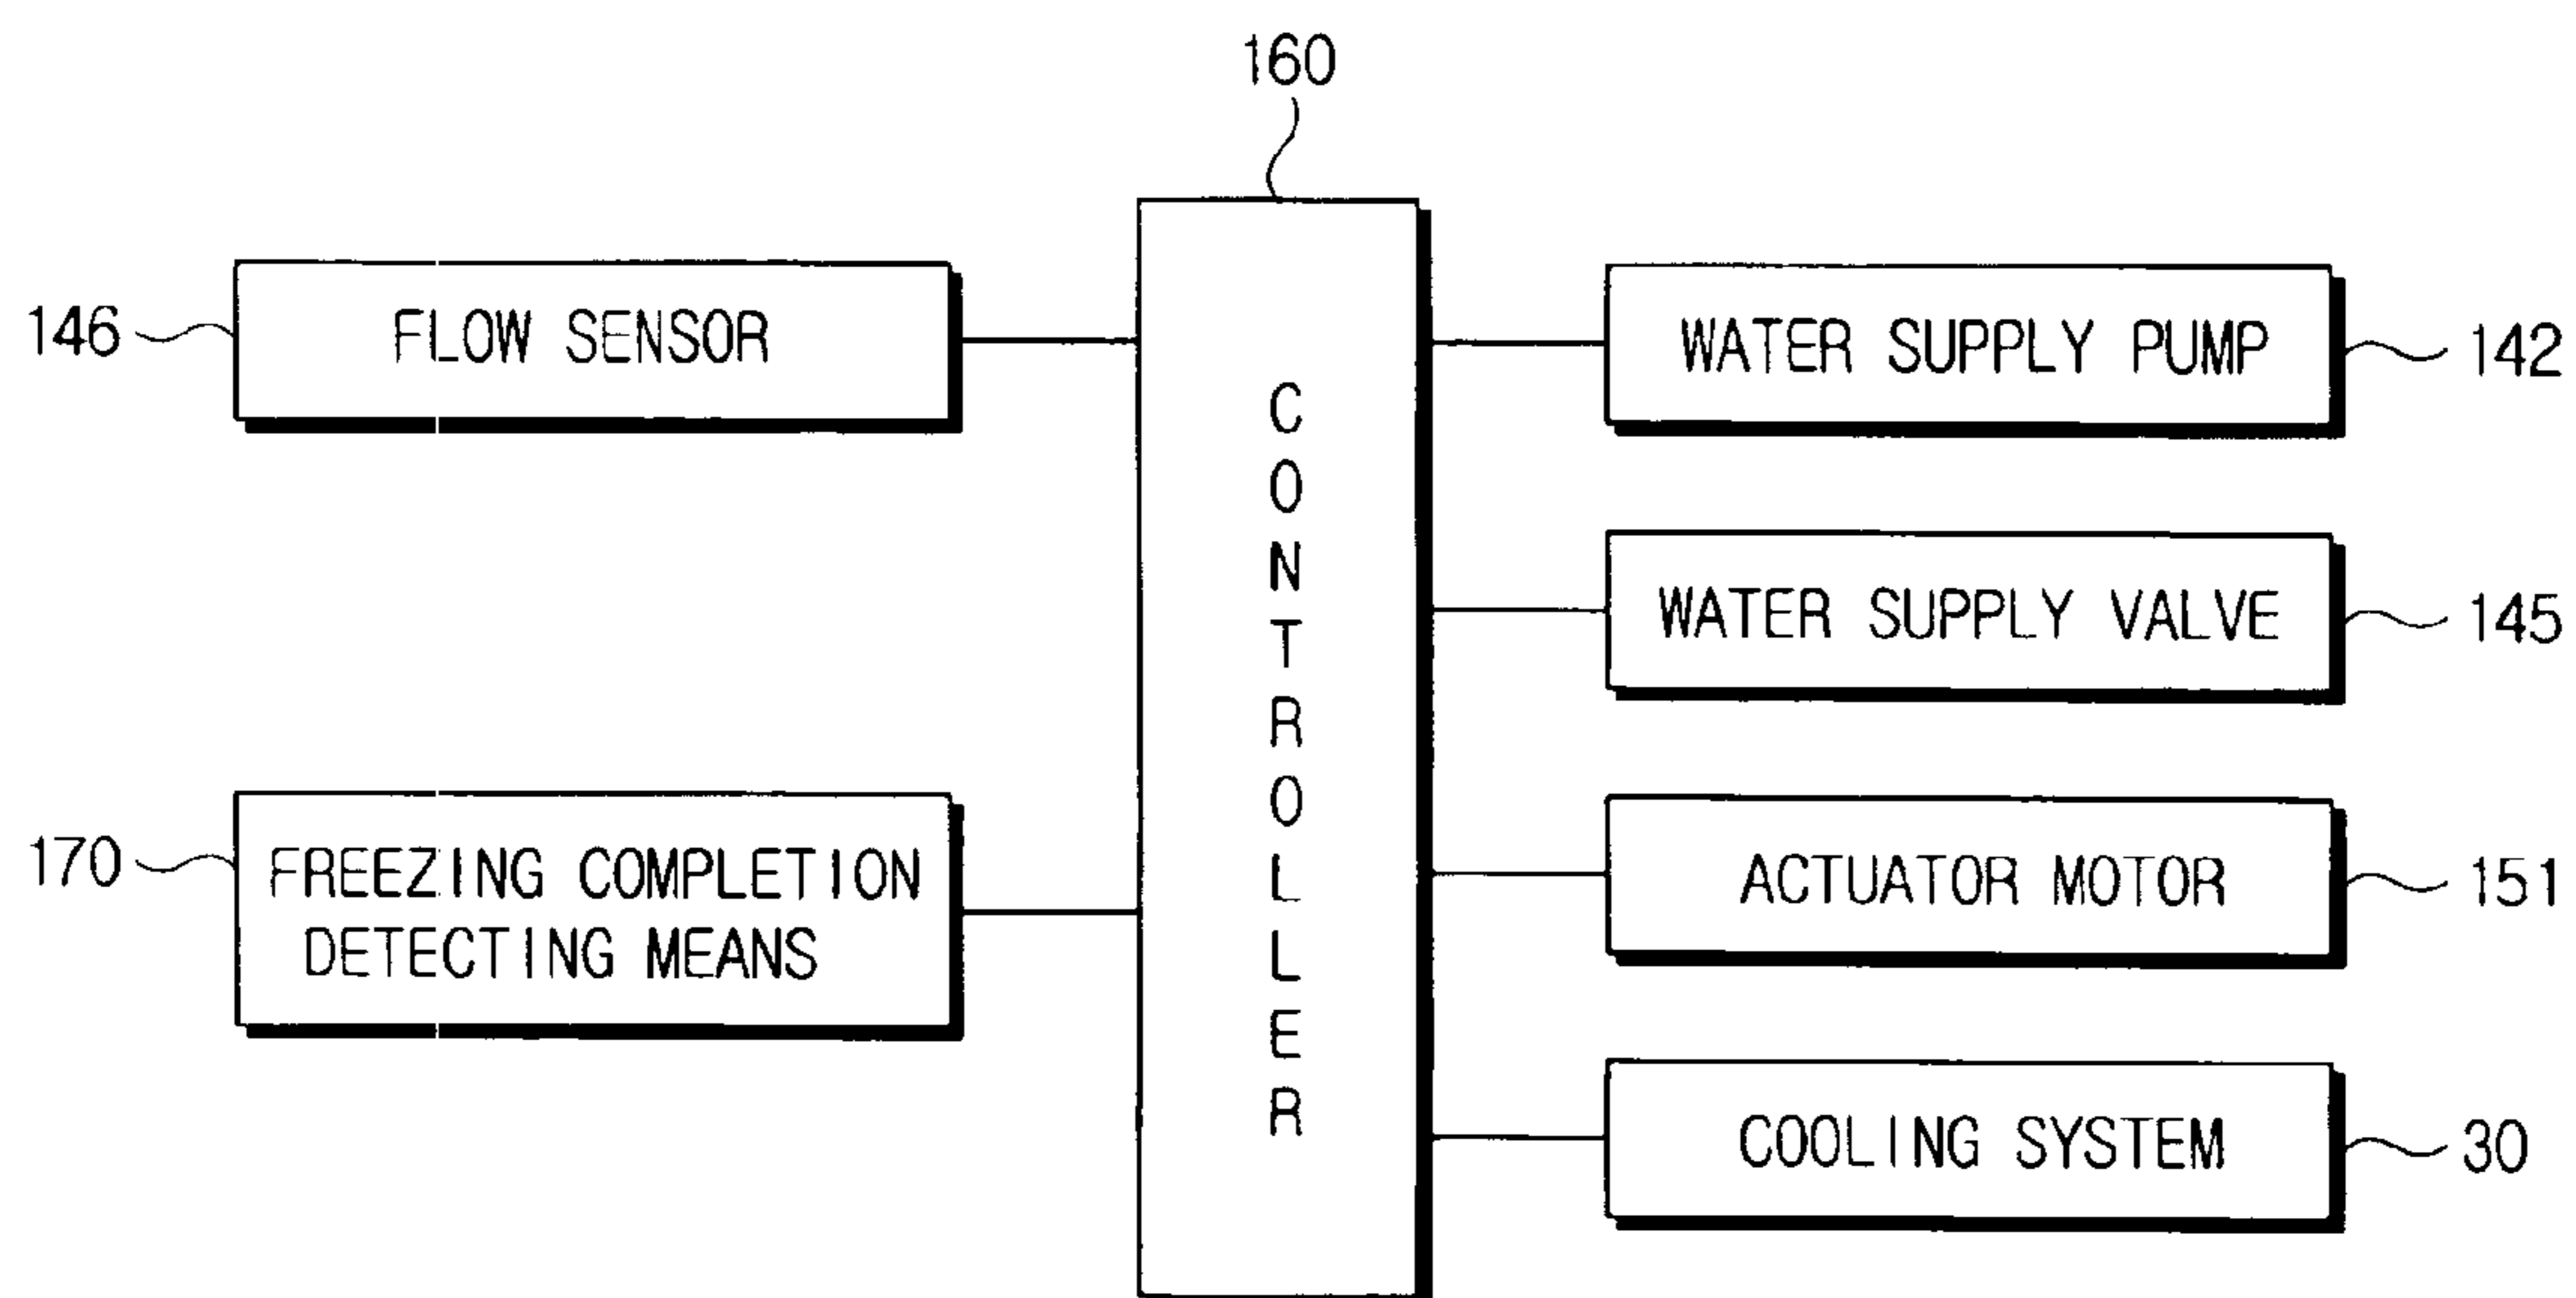 160
146
FLOW SENSOR
170
FREEZING COMPLETION
DETECTING MEANS
CONTROLLER
WATER SUPPLY PUMP
142
WATER SUPPLY VALVE
145
ACTUATOR MOTOR
151
COOLING SYSTEM
30